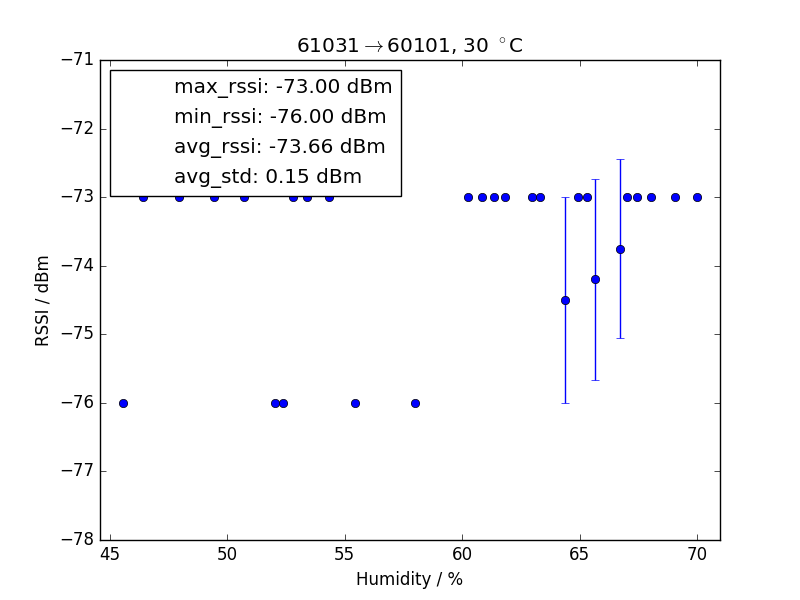 61031→60101, 30 °C
max_rssi: -73.00 dBm
min_rssi: -76.00 dBm
avg_rssi: -73.66 dBm
avg_std: 0.15 dBm
−71
−72
−73
−74
−75
−76
−77
−78
RSSI / dBm
45 50 55 60 65 70
Humidity / %